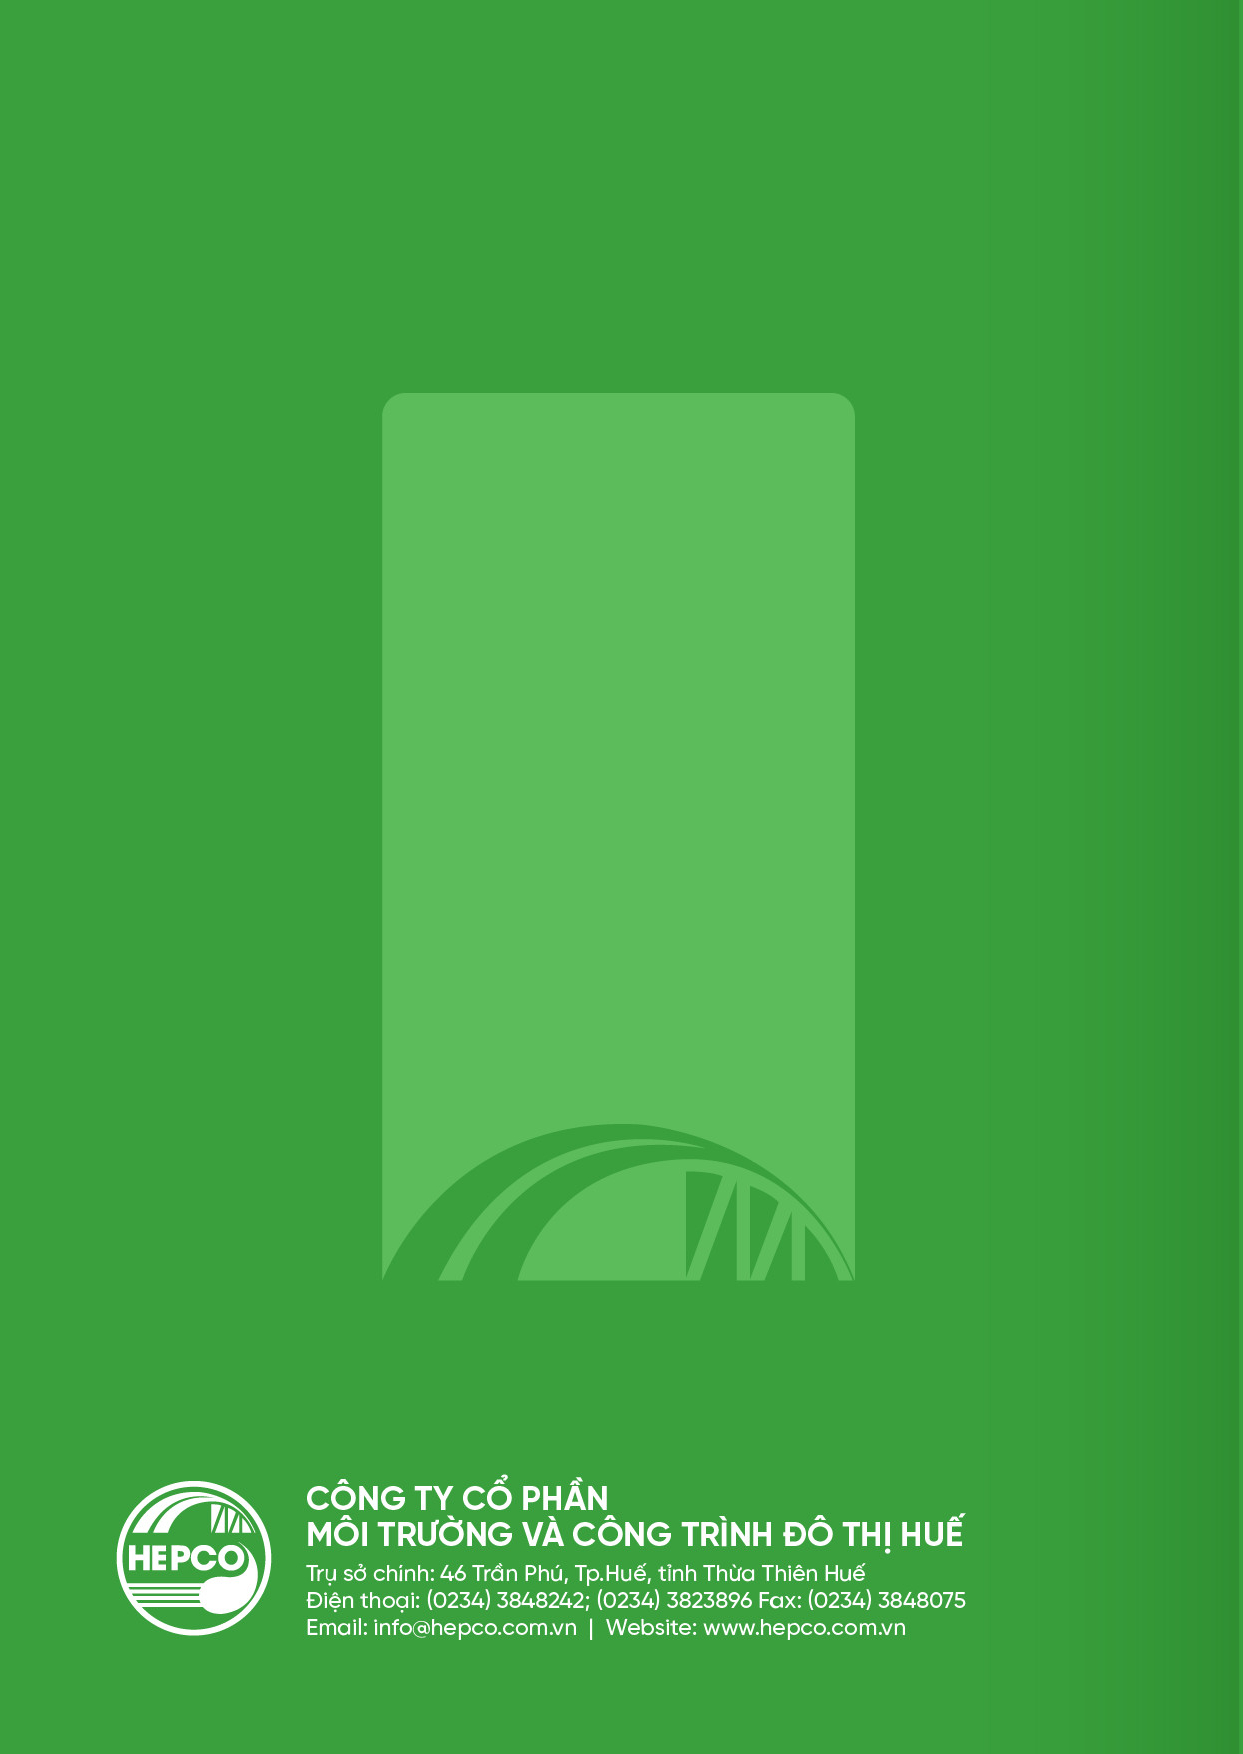 HEPCO
CÔNG TY CỔ PHẦN
MÔI TRƯỜNG VÀ CÔNG TRÌNH ĐÔ THỊ HUẾ
Trụ sở chính: 46 Trần Phú, Tp.Huế, tỉnh Thừa Thiên Huế
Điện thoại: (0234) 3848242; (0234) 3823896 Fax: (0234) 3848075
Email: info@hepco.com.vn | Website: www.hepco.com.vn